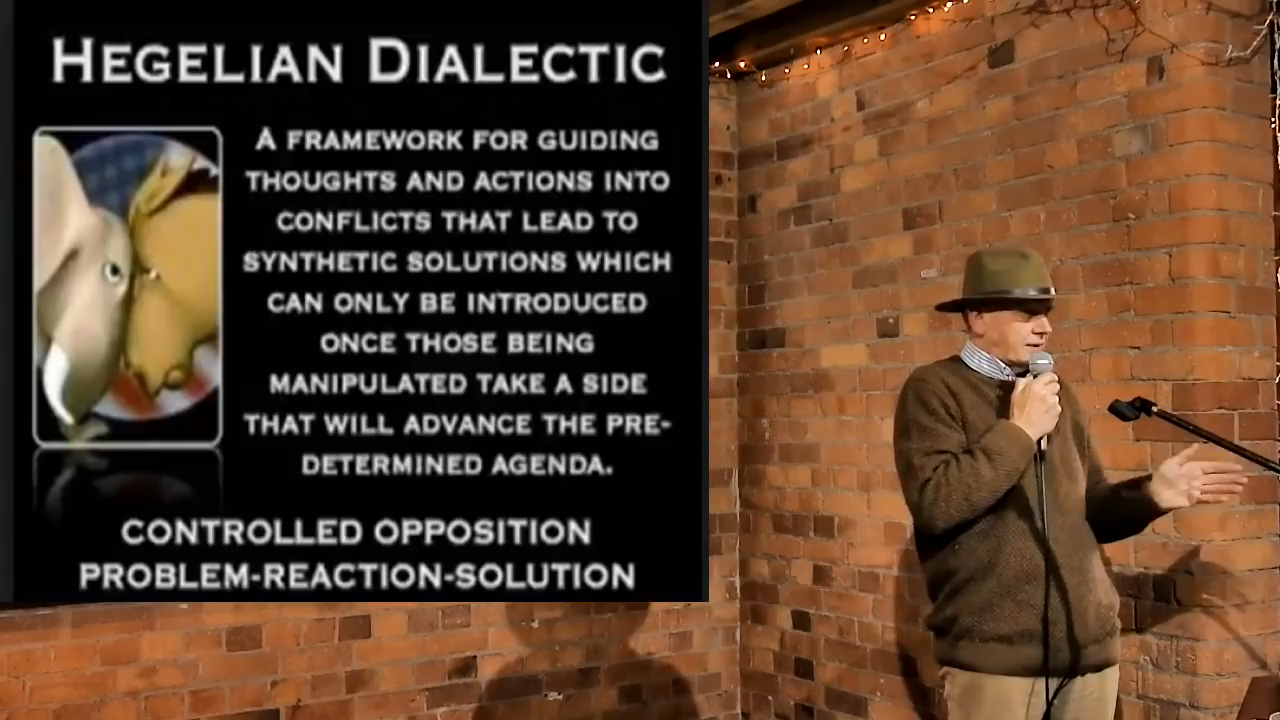 HEGELIAN DIALECTIC
A FRAMEWORK FOR GUIDING
THOUGHTS AND ACTIONS INTO
CONFLICTS THAT LEAD TO
SYNTHETIC SOLUTIONS WHICH
CAN ONLY BE INTRODUCED
ONCE THOSE BEING
MANIPULATED TAKE A SIDE
THAT WILL ADVANCE THE PRE-
DETERMINED AGENDA.
CONTROLLED OPPOSITION
PROBLEM-REACTION-SOLUTION